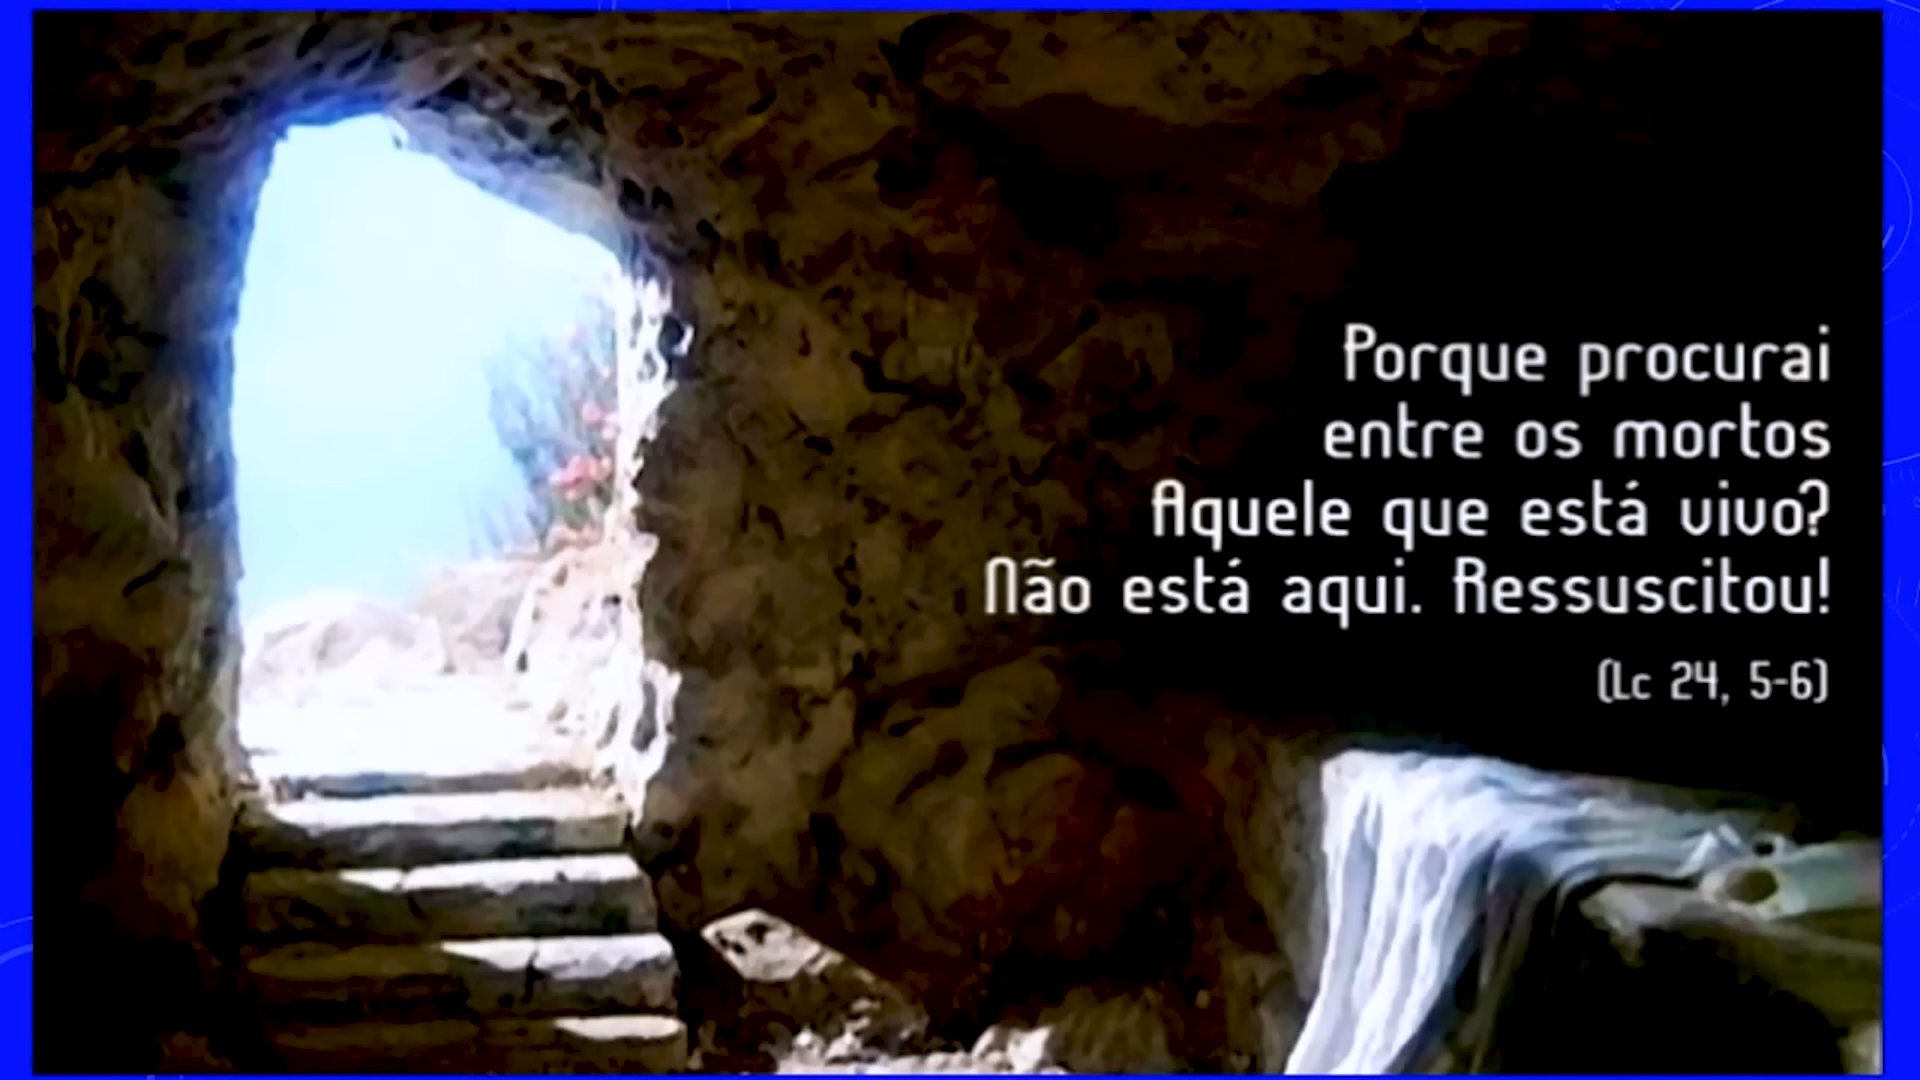 Porque procurai
entre os mortos
Aquele que está vivo?
Não está aqui. Ressuscitou!
(Lc 24, 5-6)